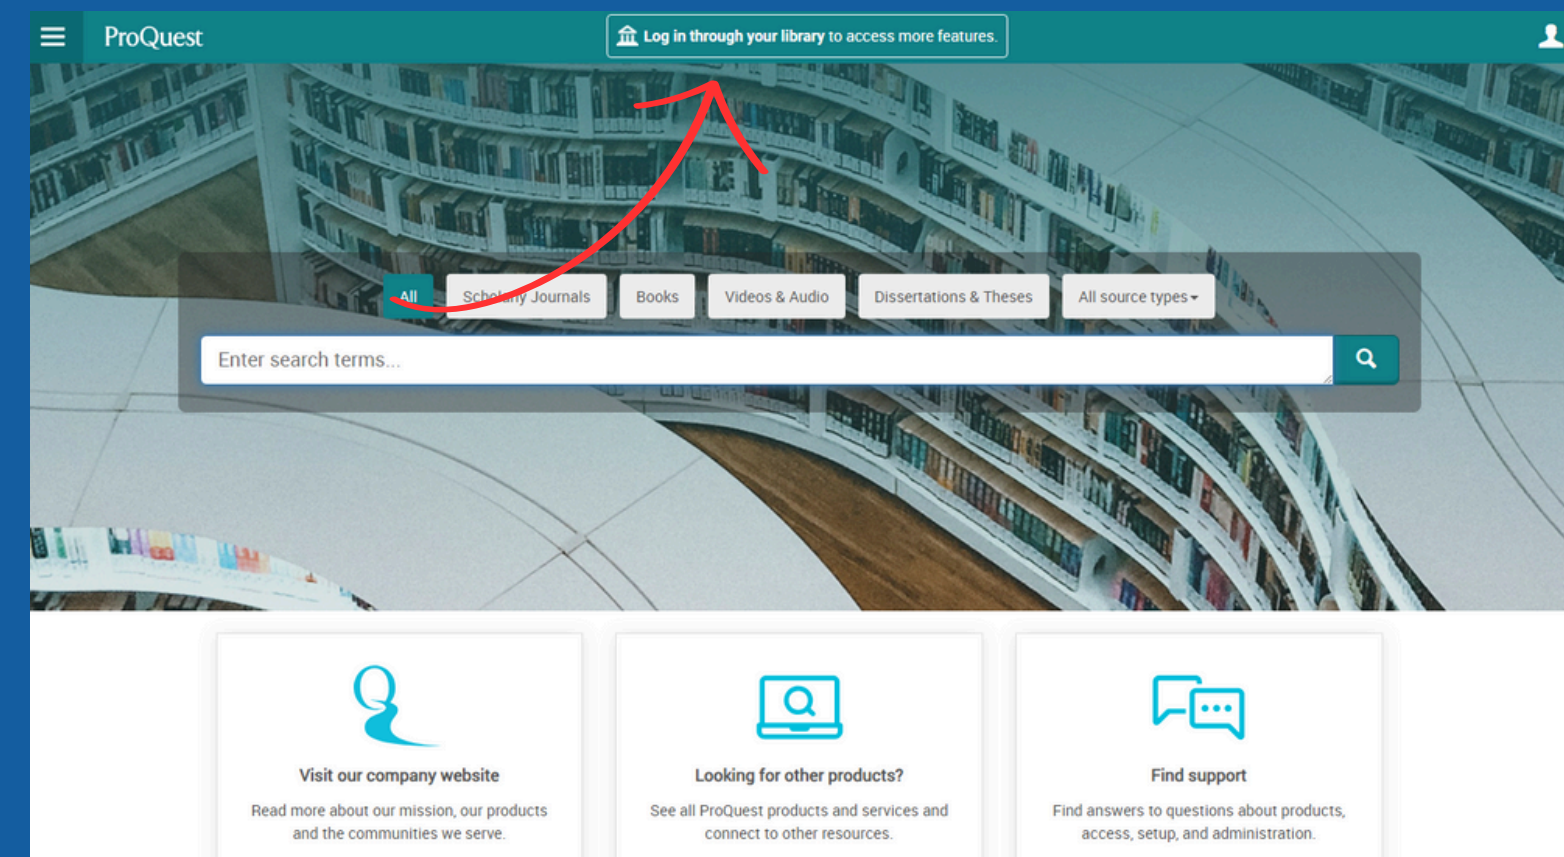 ProQuest
Log in through your library to access more features.
All
Scholarly Journals
Books
Videos & Audio
Dissertations & Theses
All source types
Enter search terms...
Visit our company website
Read more about our mission, our products
and the communities we serve.
Looking for other products?
See all ProQuest products and services and
connect to other resources.
Find support
Find answers to questions about products,
access, setup, and administration.